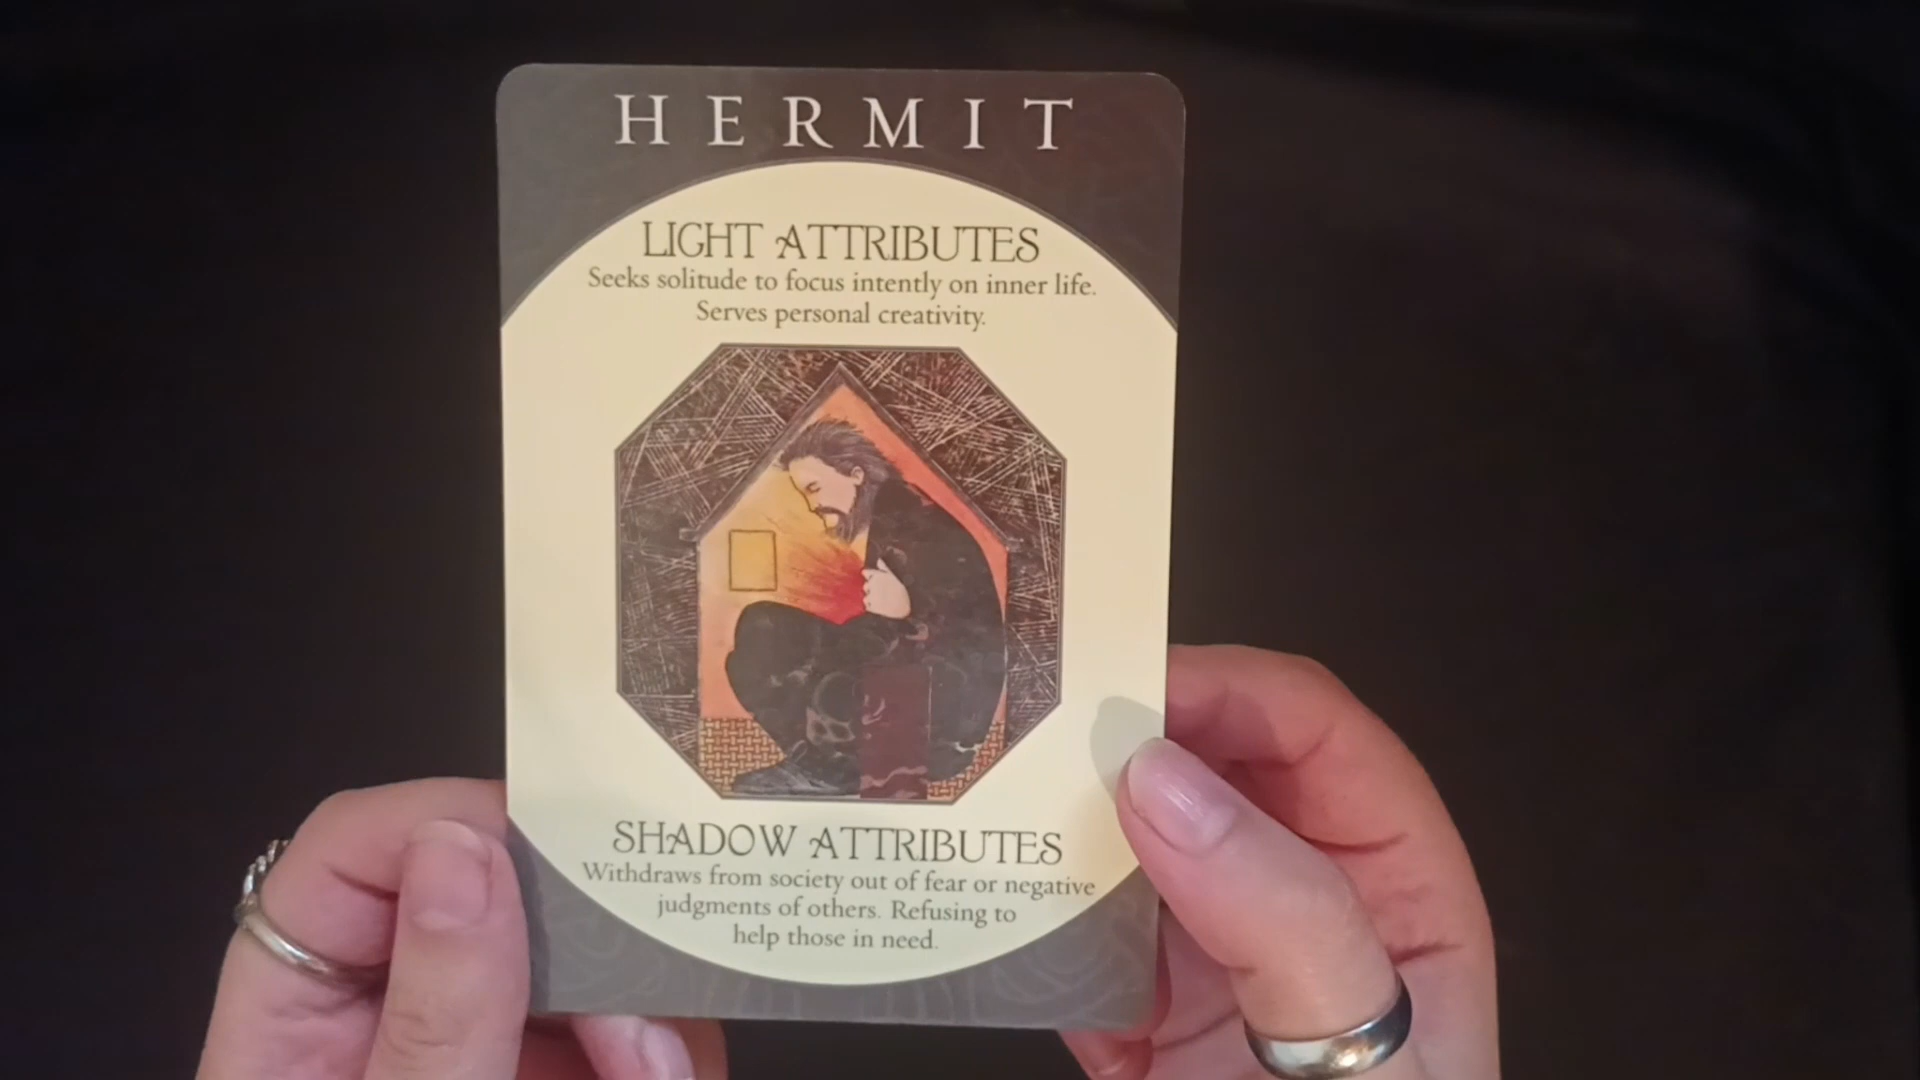 HERMIT
LIGHT ATTRIBUTES
Seeks solitude to focus intently on inner life.
Serves personal creativity.
SHADOW ATTRIBUTES
Withdraws from society out of fear or negative
judgments of others. Refusing to
help those in need.